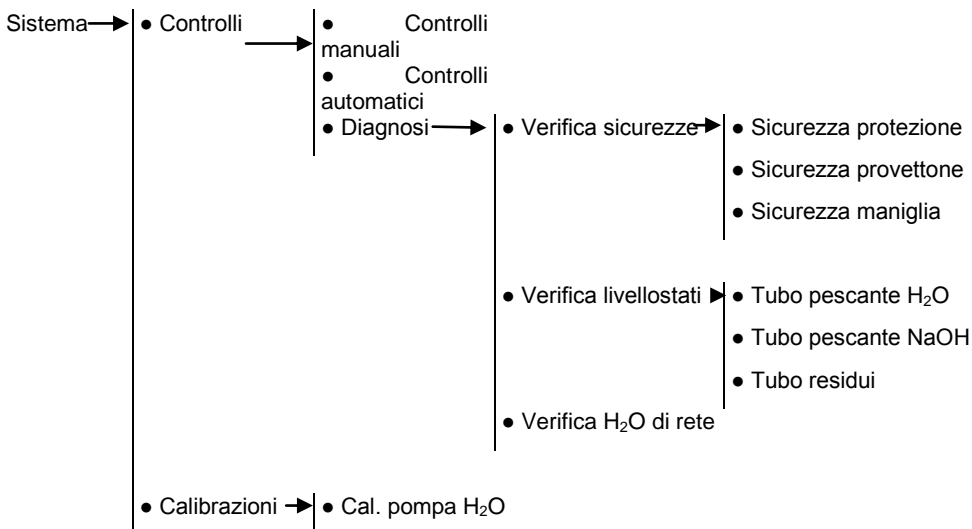 Sistema ● Controlli ● Controlli
manuali
● Controlli
automatici
● Diagnosi ● Verifica sicurezze ● Sicurezza protezione
● Sicurezza provettone
● Sicurezza maniglia
● Verifica livellostati ● Tubo pescante H₂O
● Tubo pescante NaOH
● Tubo residui
● Verifica H₂O di rete
● Calibrazioni ● Cal. pompa H₂O